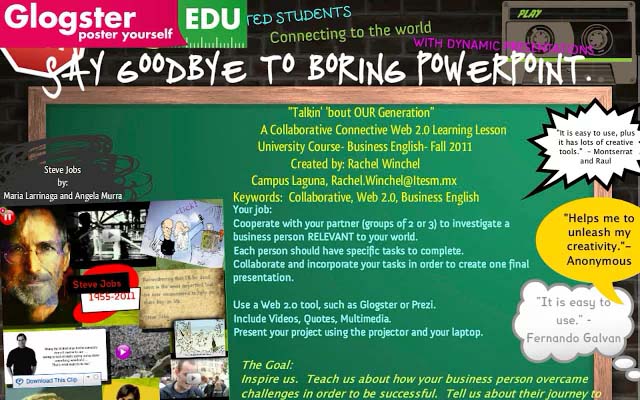 Glogster
poster yourself
EDU
TED STUDENTS
Connecting to the world
PLAY
WITH DYNAMIC PRESENTATIONS
SAY GOODBYE TO BORING POWERPOINT.
"Talkin' 'bout OUR Generation"
A Collaborative Connective Web 2.0 Learning Lesson
University Course- Business English- Fall 2011
Created by: Rachel Winchel
Campus Laguna, Rachel.Winchel@Itesm.mx
Keywords: Collaborative, Web 2.0, Business English
Your job:
Cooperate with your partner (groups of 2 or 3) to investigate a
business person RELEVANT to your world.
Each person should have specific tasks to complete.
Collaborate and incorporate your tasks in order to create one final
presentation.
Use a Web 2.0 tool, such as Glogster or Prezi.
Include Videos, Quotes, Multimedia.
Present your project using the projector and your laptop.
The Goal:
Inspire us. Teach us about how your business person overcame
challenges in order to be successful. Tell us about their journey to
Steve Jobs
by:
Maria Larrinaga and Angela Murra
Steve Jobs
1955-2011
Download This Clip
"It is easy to use, plus
it has lots of creative
tools." - Montserrat
and Raul
"Helps me to
unleash my
creativity."-
Anonymous
"It is easy to
use." -
Fernando Galvan